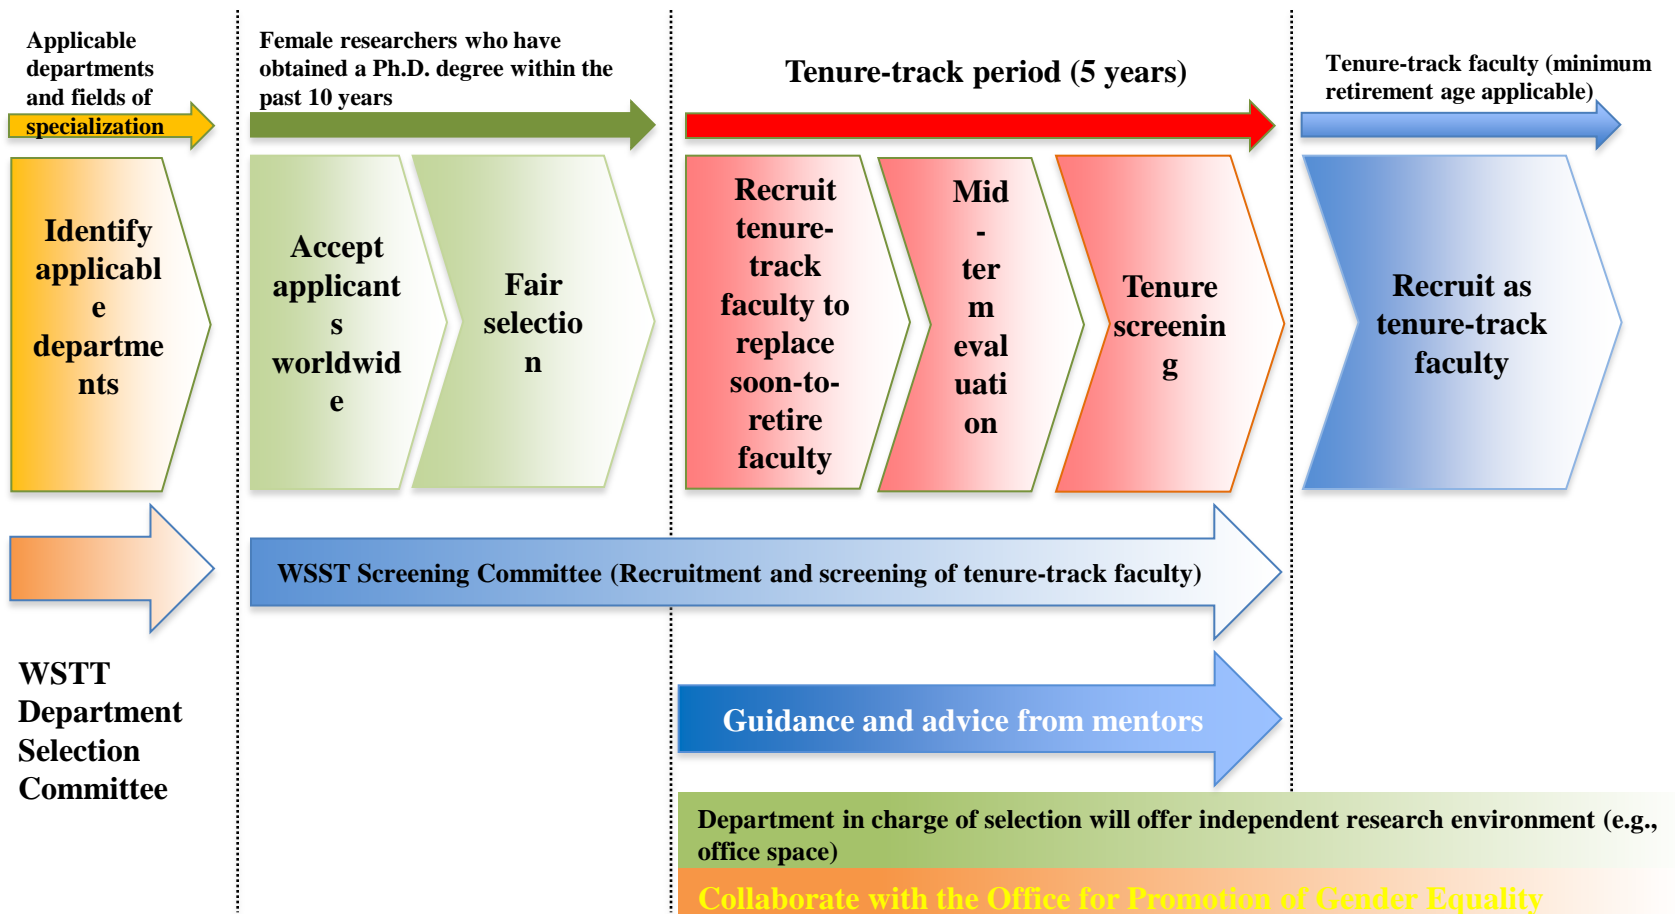 Applicable
departments
and fields of
specialization
Female researchers who have
obtained a Ph.D. degree within the
past 10 years
Tenure-track period (5 years)
Tenure-track faculty (minimum
retirement age applicable)
Identify
applicabl
e
departme
nts
Accept
applicant
s
worldwid
e
Fair
selectio
n
Recruit
tenure-
track
faculty to
replace
soon-to-
retire
faculty
Mid
-
ter
m
eval
uati
on
Tenure
screenin
g
Recruit as
tenure-track
faculty
WSST Screening Committee (Recruitment and screening of tenure-track faculty)
WSTT
Department
Selection
Committee
Guidance and advice from mentors
Department in charge of selection will offer independent research environment (e.g.,
office space)
Collaborate with the Office for Promotion of Gender Equality